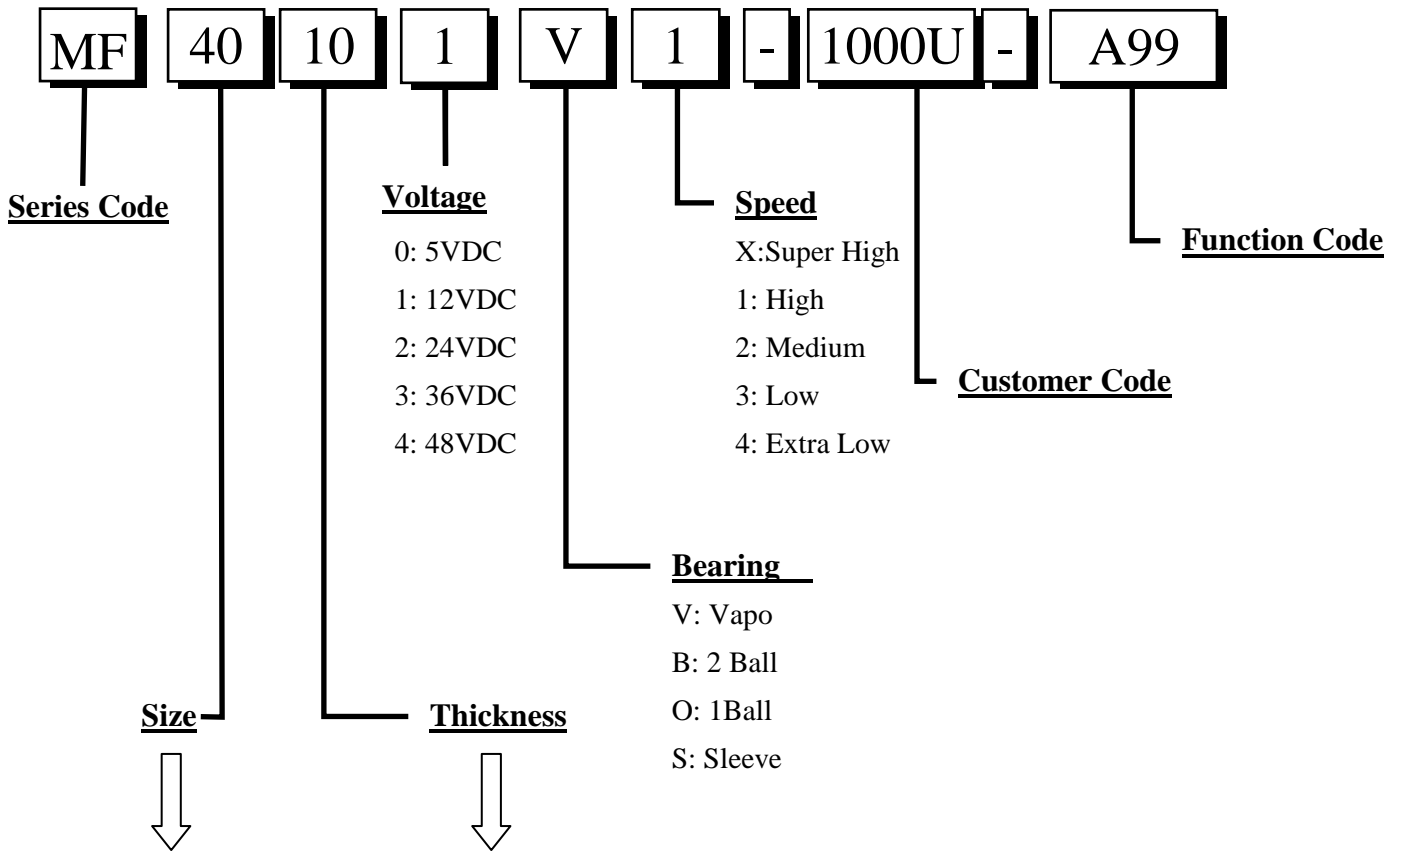 MF 40 10 1 V 1 - 1000U - A99
Series Code
Voltage
0: 5VDC
1: 12VDC
2: 24VDC
3: 36VDC
4: 48VDC
Speed
X:Super High
1: High
2: Medium
3: Low
4: Extra Low
Function Code
Customer Code
Bearing
V: Vapo
B: 2 Ball
O: 1Ball
S: Sleeve
Size
Thickness